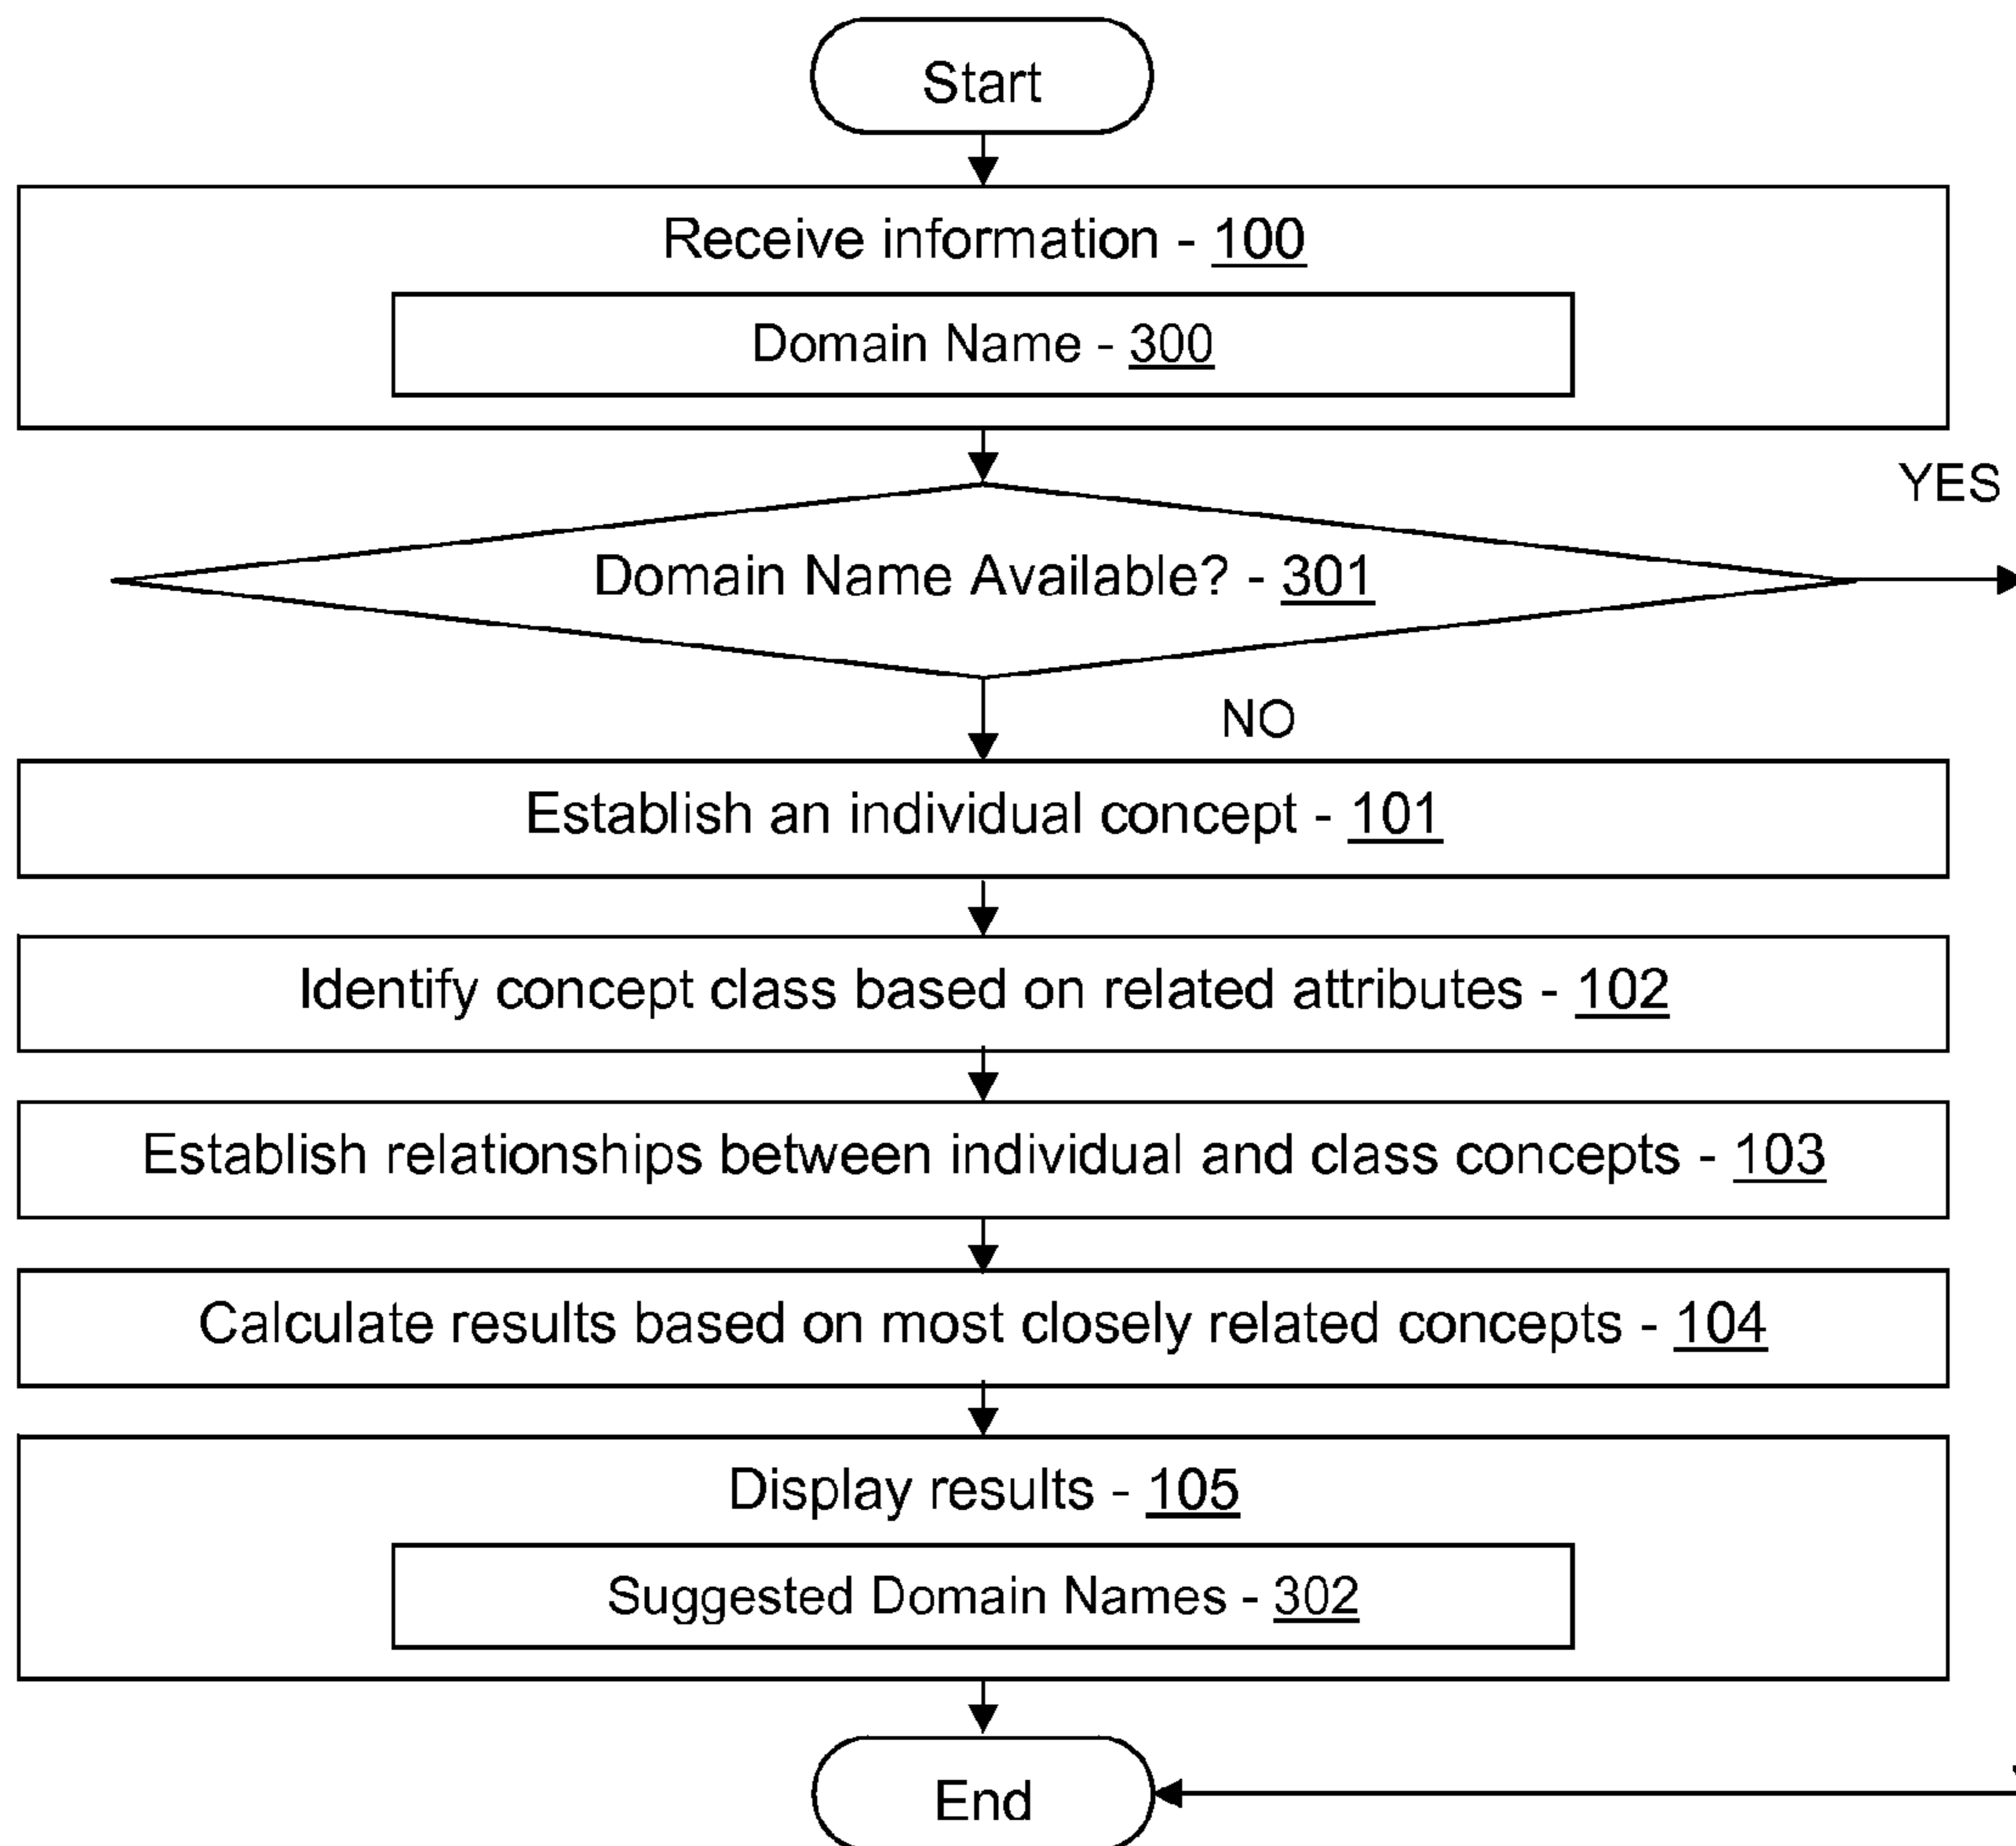 Start
Receive information - 100
Domain Name - 300
YES
Domain Name Available? - 301
NO
Establish an individual concept - 101
Identify concept class based on related attributes - 102
Establish relationships between individual and class concepts - 103
Calculate results based on most closely related concepts - 104
Display results - 105
Suggested Domain Names - 302
End